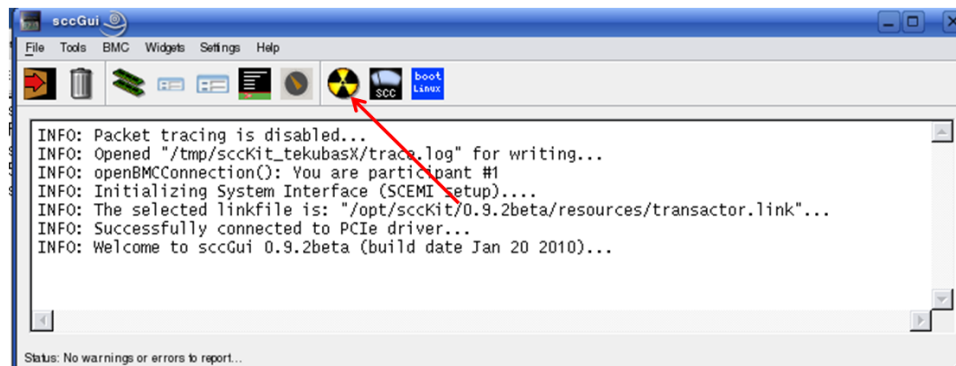 sccGui
File Tools BMC Widgets Settings Help
scc
boot
Linux
INFO: Packet tracing is disabled...
INFO: Opened "/tmp/sccKit_tekubasX/trace.log" for writing...
INFO: openBMCConnection(): You are participant #1
INFO: Initializing System Interface (SCEMI setup)....
INFO: The selected linkfile is: "/opt/sccKit/0.9.2beta/resources/transactor.link"...
INFO: Successfully connected to PCIe driver...
INFO: Welcome to sccGui 0.9.2beta (build date Jan 20 2010)...
Status: No warnings or errors to report...